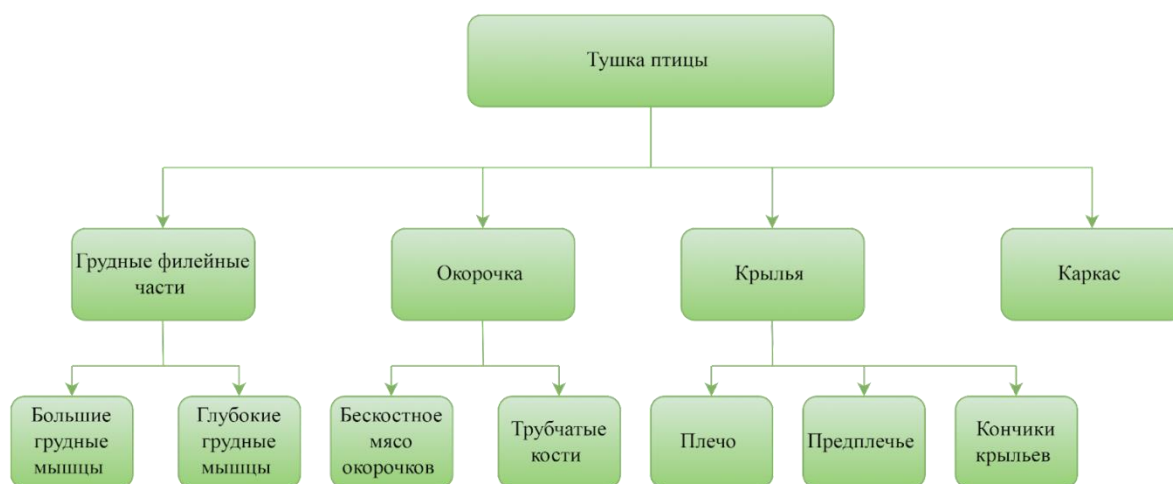 Тушка птицы
Грудные филейные
части
Окорочка
Крылья
Каркас
Большие
грудные
мышцы
Глубокие
грудные
мышцы
Бескостное
мясо
окорочков
Трубчатые
кости
Плечо
Предплечье
Кончики
крыльев